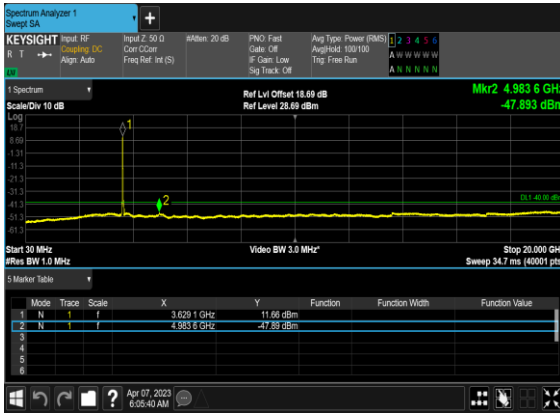 Spectrum Analyzer 1
Swept SA
+
KEYSIGHT Input: RF Input Z: 50 Ω #Atten: 20 dB PNO: Fast Avg Type: Power (RMS) 1 2 3 4 5 6
R T Coupling: DC Corr CCorr Gate: Off Avg|Hold: 100/100 A W W W W W
Align: Auto Freq Ref: Int (S) IF Gain: Low Trig: Free Run
Sig Track: Off A N N N N N
1 Spectrum Ref Lvl Offset 18.69 dB Mkr2 4.983 6 GHz
Scale/Div 10 dB Ref Level 28.69 dBm -47.893 dBm
Log
18.7
8.69
-1.31
-11.3
-21.3
-31.3
-41.3
-51.3
-61.3
1
2
DL1 -40.00 dBm
Start 30 MHz Video BW 3.0 MHz* Stop 20.000 GHz
#Res BW 1.0 MHz Sweep 34.7 ms (40001 pts)
5 Marker Table
Mode Trace Scale X Y Function Function Width Function Value
1 N 1 f 3.629 1 GHz 11.66 dBm
2 N 1 f 4.983 6 GHz -47.89 dBm
3
4
5
6
? Apr 07, 2023
6:05:40 AM